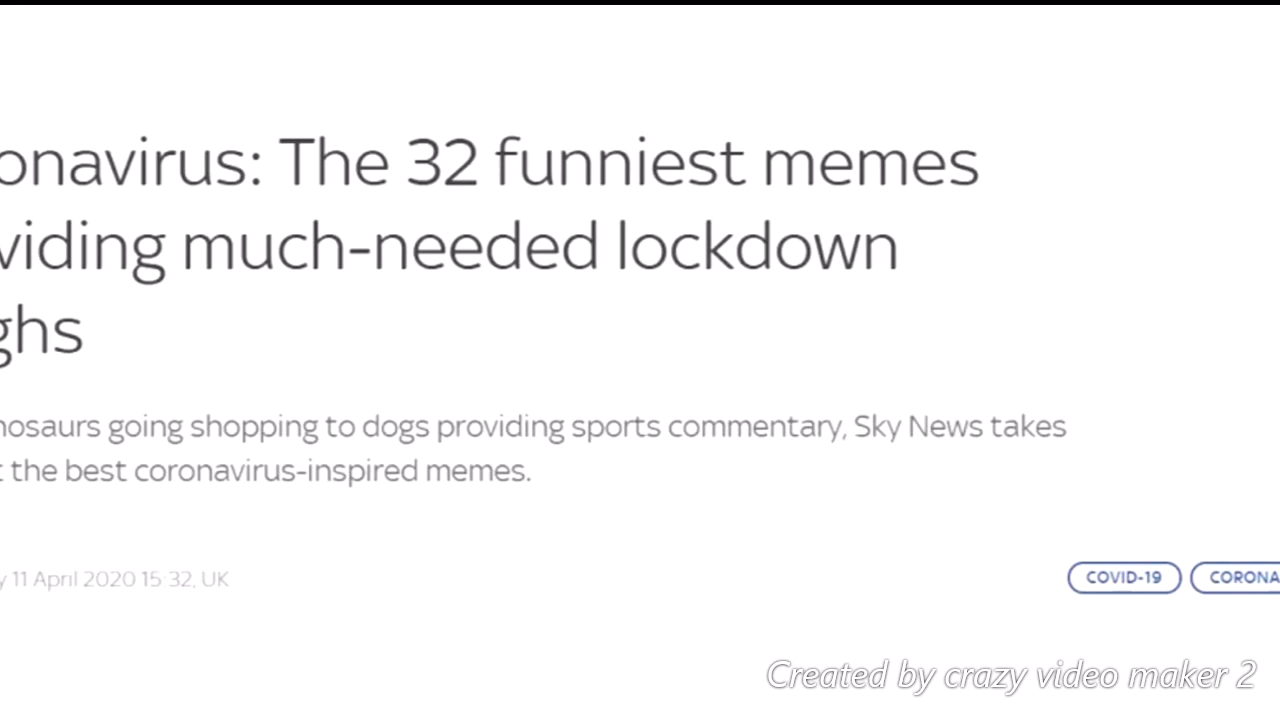 onavirus: The 32 funniest memes
viding much-needed lockdown
ghs
nosaurs going shopping to dogs providing sports commentary, Sky News takes
t the best coronavirus-inspired memes.
y 11 April 2020 15:32, UK
COVID-19
CORONA
Created by crazy video maker 2